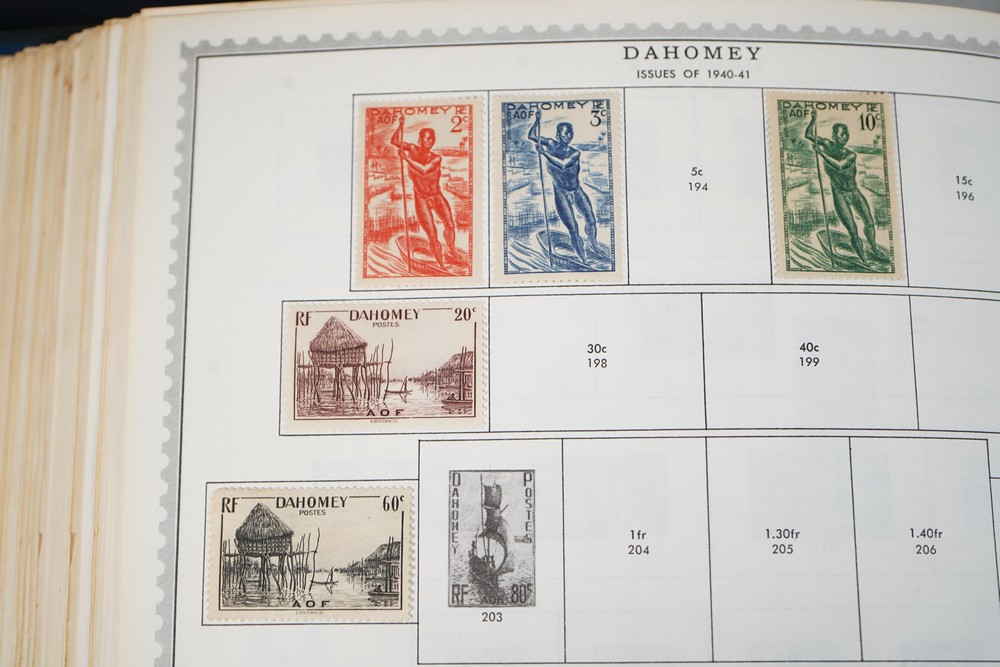 DAHOMEY
ISSUES OF 1940-41
DAHOMEY RF
AOF 2c
DAHOMEY RF
AOF 3c
5c
194
DAHOMEY RF
AOF 10c
15c
196
RF DAHOMEY 20c
POSTES
AOF
30c
198
40c
199
RF DAHOMEY 60c
POSTES
AOF
DAHOMEY
POSTES
RF AOF 80c
203
1fr
204
1.30fr
205
1.40fr
206